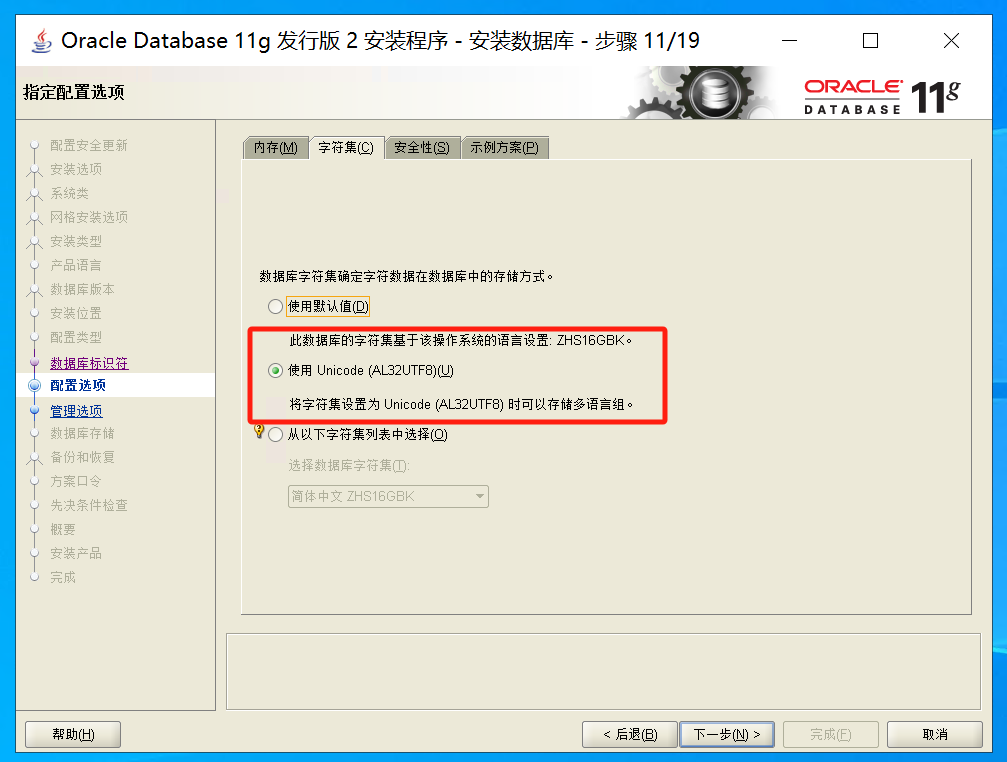 Oracle Database 11g 发行版 2 安装程序 - 安装数据库 - 步骤 11/19
指定配置选项
ORACLE
DATABASE
11g
配置安全更新
安装选项
系统类
网格安装选项
安装类型
产品语言
数据库版本
安装位置
配置类型
数据库标识符
配置选项
管理选项
数据库存储
备份和恢复
方案口令
先决条件检查
概要
安装产品
完成
内存(M) 字符集(C) 安全性(S) 示例方案(P)
数据库字符集确定字符数据在数据库中的存储方式。
使用默认值(D)
此数据库的字符集基于该操作系统的语言设置: ZHS16GBK。
使用 Unicode (AL32UTF8)(U)
将字符集设置为 Unicode (AL32UTF8) 时可以存储多语言组。
从以下字符集列表中选择(O)
选择数据库字符集(T):
简体中文 ZHS16GBK
帮助(H) < 后退(B) 下一步(N) > 完成(F) 取消